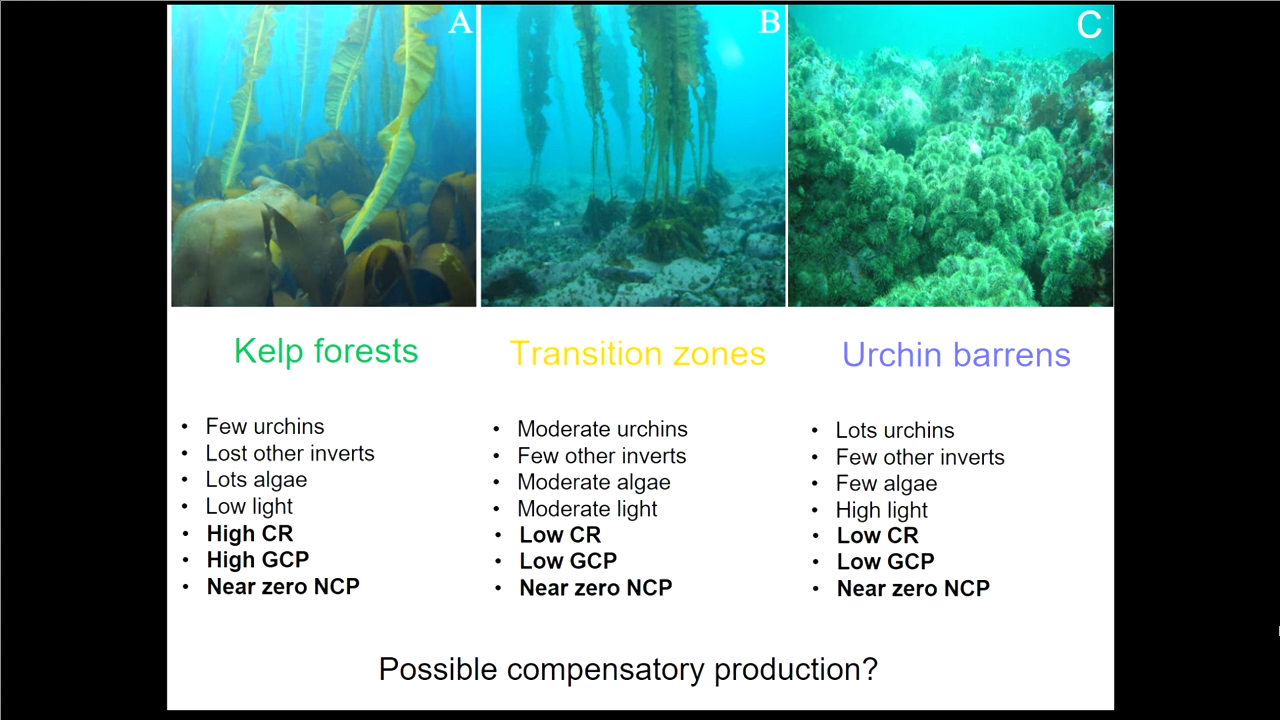 A
B
C
Kelp forests
Transition zones
Urchin barrens
• Few urchins
• Lost other inverts
• Lots algae
• Low light
• High CR
• High GCP
• Near zero NCP
• Moderate urchins
• Few other inverts
• Moderate algae
• Moderate light
• Low CR
• Low GCP
• Near zero NCP
• Lots urchins
• Few other inverts
• Few algae
• High light
• Low CR
• Low GCP
• Near zero NCP
Possible compensatory production?